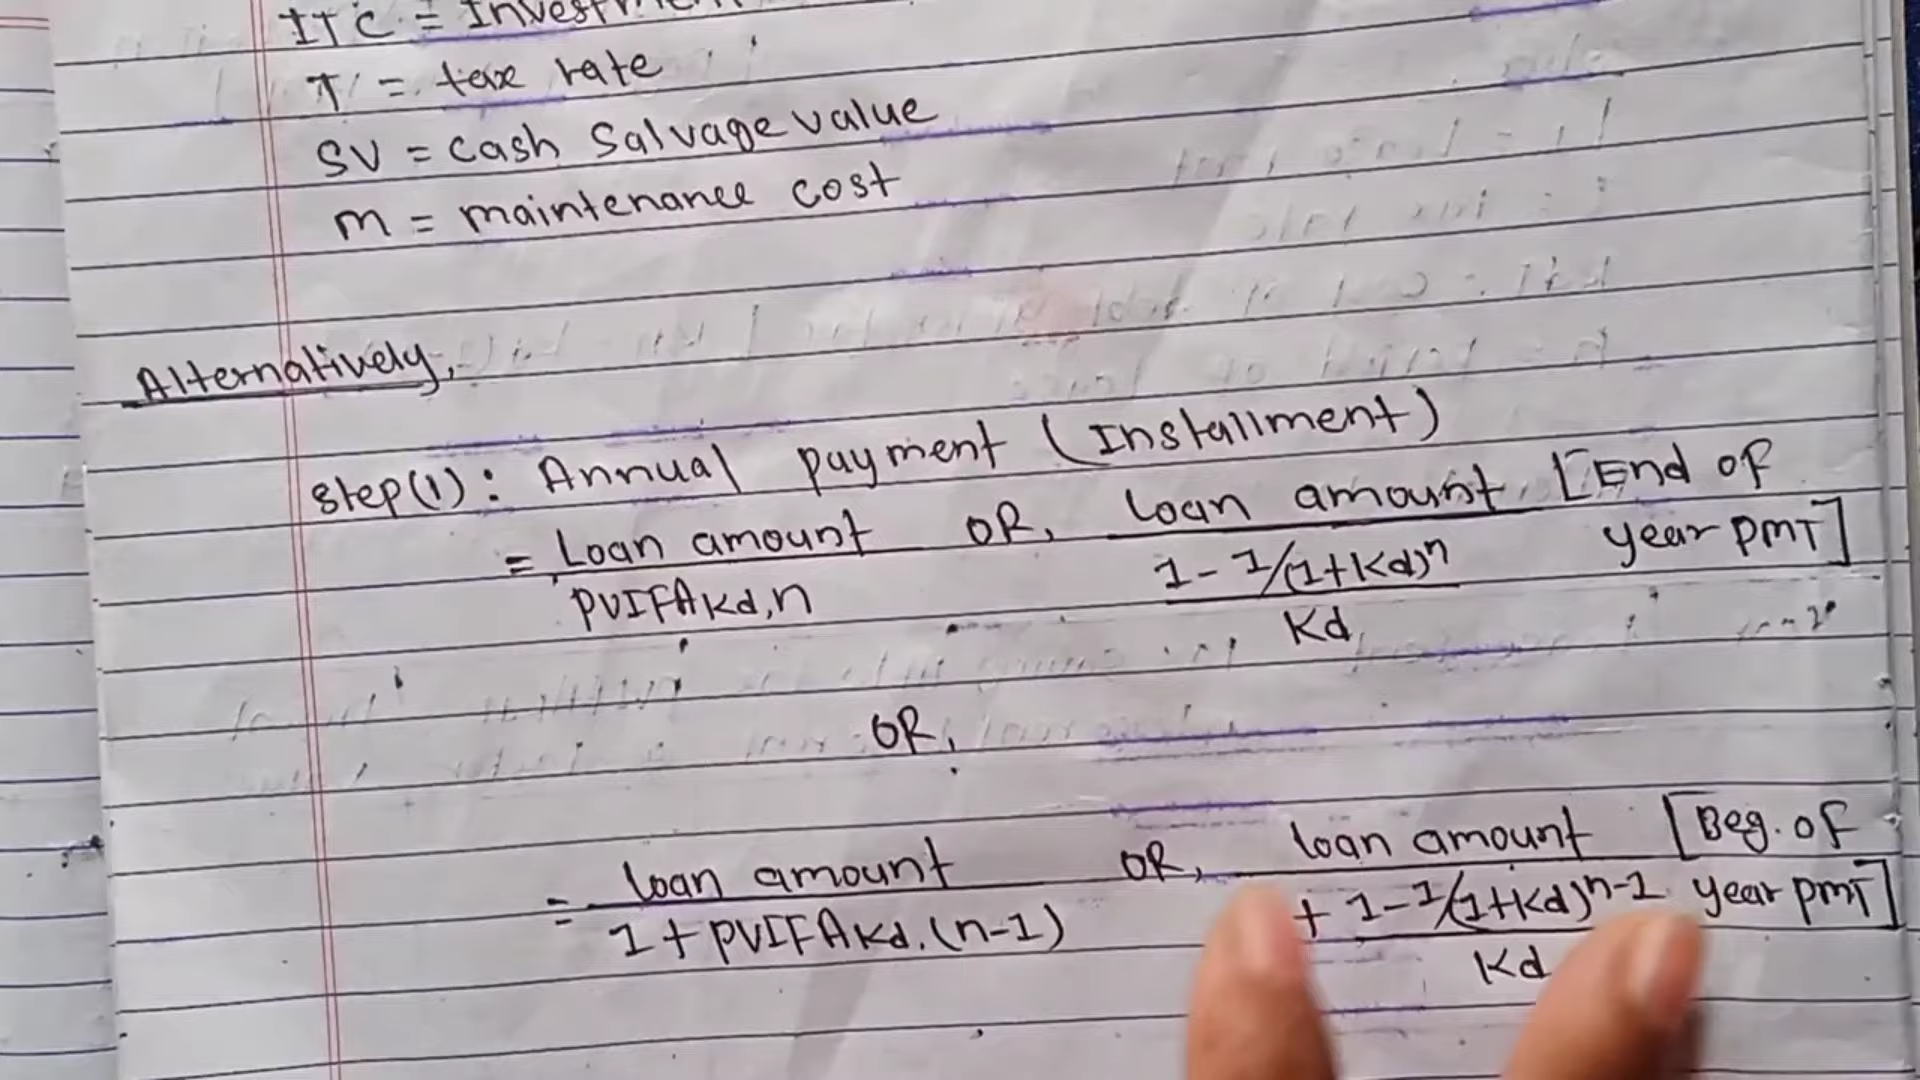 ITC = Investmen
T = tax rate
SV = cash Salvage value
m = maintenance cost
Alternatively,
Step(1): Annual payment (Installment)
= Loan amount / PVIFAKd,n OR, Loan amount / 1 - 1/(1+Kd)^n / Kd [End of year PMT]
OR,
= loan amount / 1 + PVIFAKd,(n-1) OR, loan amount / + 1 - 1/(1+Kd)^n-1 / Kd [Beg. of year PMT]